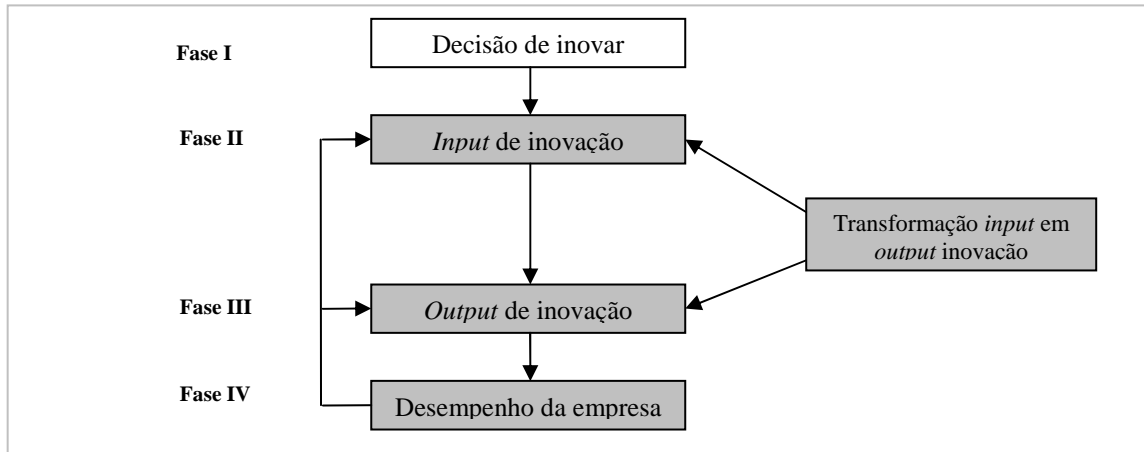 Fase I
Decisão de inovar
Fase II
Input de inovação
Transformação input em
output inovação
Fase III
Output de inovação
Fase IV
Desempenho da empresa